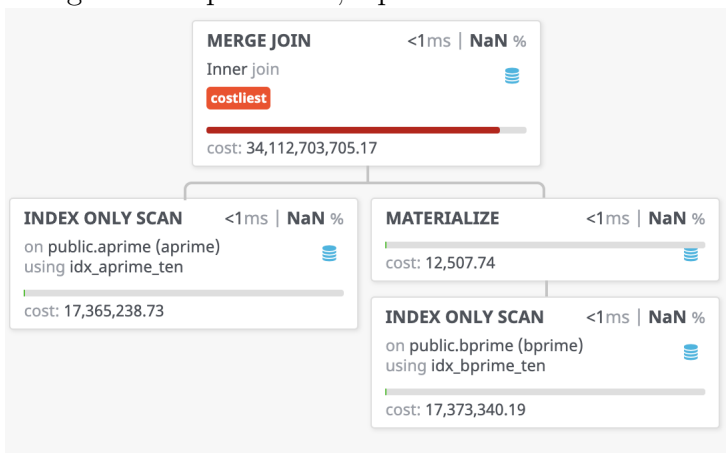 MERGE JOIN <1ms | NaN %
Inner join
costliest
cost: 34,112,703,705.17
INDEX ONLY SCAN <1ms | NaN %
on public.aprime (aprime)
using idx_aprime_ten
cost: 17,365,238.73
MATERIALIZE <1ms | NaN %
cost: 12,507.74
INDEX ONLY SCAN <1ms | NaN %
on public.bprime (bprime)
using idx_bprime_ten
cost: 17,373,340.19